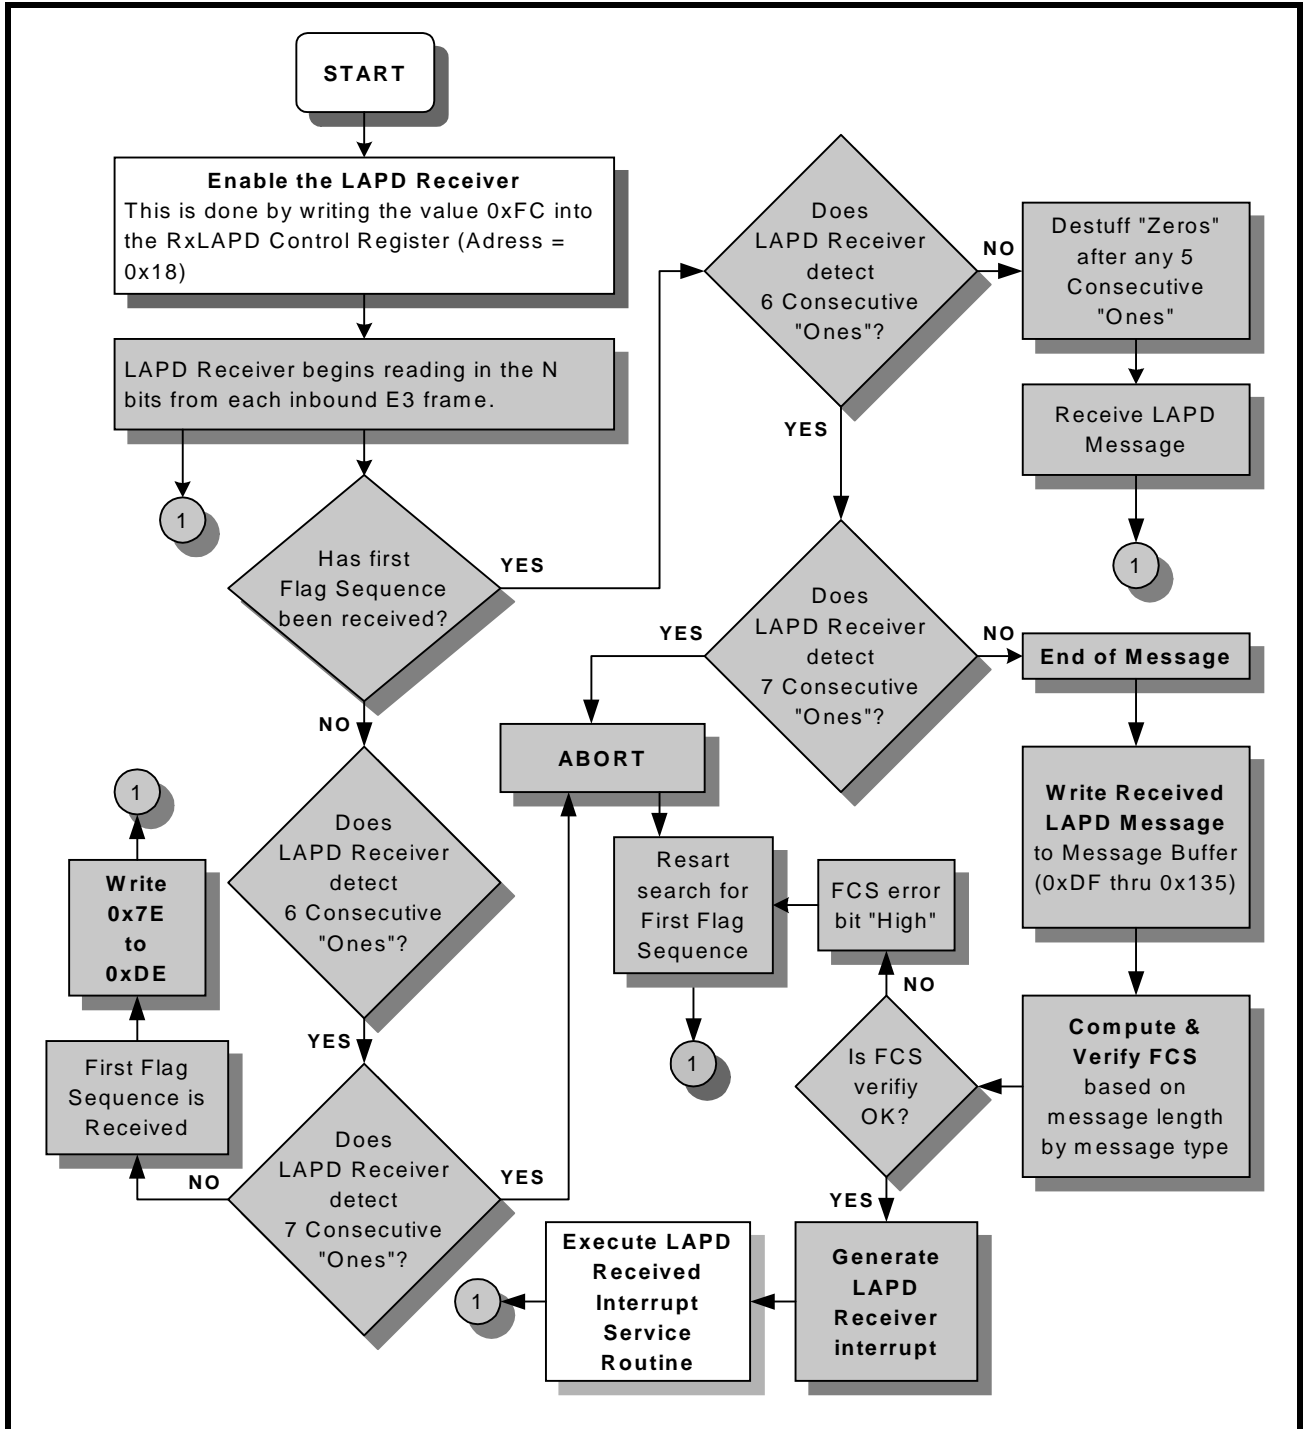 START
Enable the LAPD Receiver
This is done by writing the value 0xFC into
the RxLAPD Control Register (Adress =
0x18)
LAPD Receiver begins reading in the N
bits from each inbound E3 frame.
1
Has first
Flag Sequence
been received?
YES
NO
Does
LAPD Receiver
detect
6 Consecutive
"Ones"?
NO
YES
Destuff "Zeros"
after any 5
Consecutive
"Ones"
Receive LAPD
Message
1
Does
LAPD Receiver
detect
7 Consecutive
"Ones"?
YES
NO
End of Message
ABORT
Write Received
LAPD Message
to Message Buffer
(0xDF thru 0x135)
Resart
search for
First Flag
Sequence
1
FCS error
bit "High"
NO
Is FCS
verifiy
OK?
YES
Compute &
Verify FCS
based on
message length
by message type
Does
LAPD Receiver
detect
6 Consecutive
"Ones"?
YES
1
Write
0x7E
to
0xDE
First Flag
Sequence is
Received
NO
Does
LAPD Receiver
detect
7 Consecutive
"Ones"?
YES
Generate
LAPD
Receiver
interrupt
Execute LAPD
Received
Interrupt
Service
Routine
1